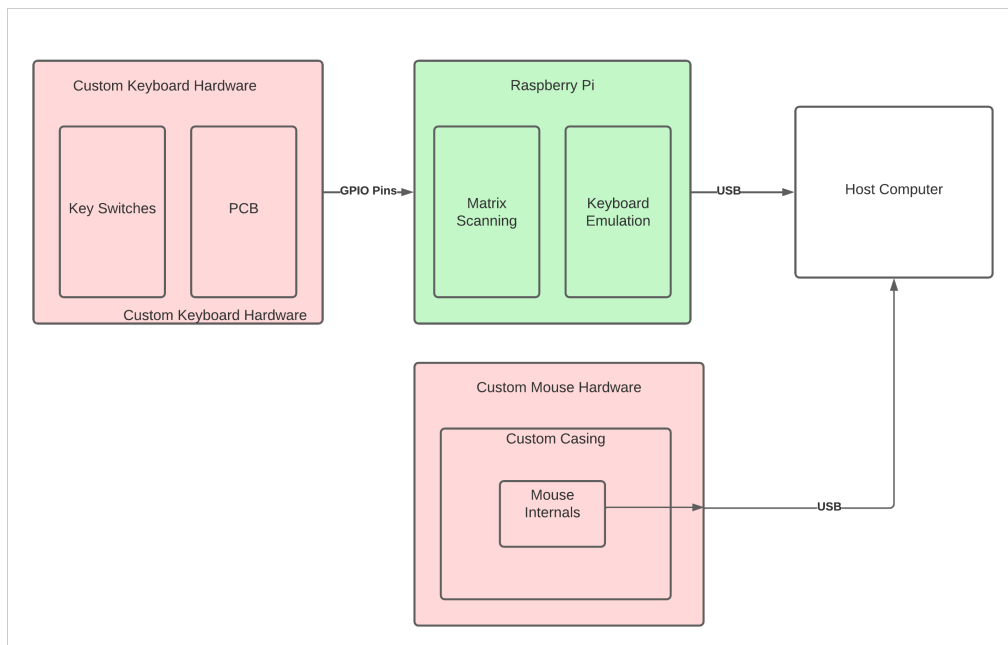 Custom Keyboard Hardware
Key Switches
PCB
Custom Keyboard Hardware
GPIO Pins
Raspberry Pi
Matrix
Scanning
Keyboard
Emulation
USB
Host Computer
Custom Mouse Hardware
Custom Casing
Mouse
Internals
USB